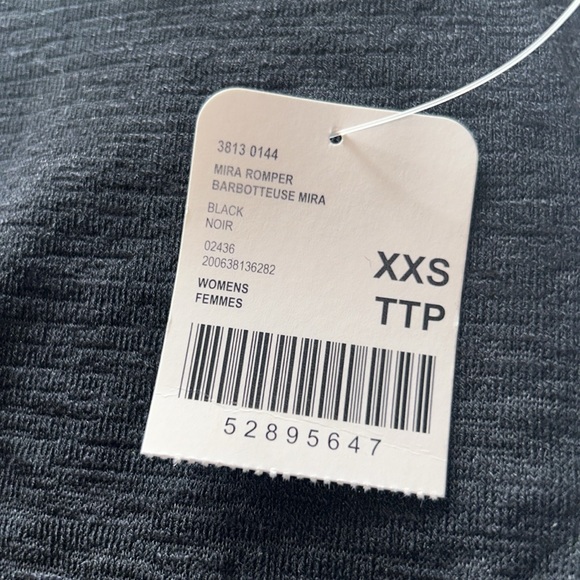 3813 0144
MIRA ROMPER
BARBOTTEUSE MIRA
BLACK
NOIR
02436
200638136282
WOMENS
FEMMES
XXS
TTP
52895647